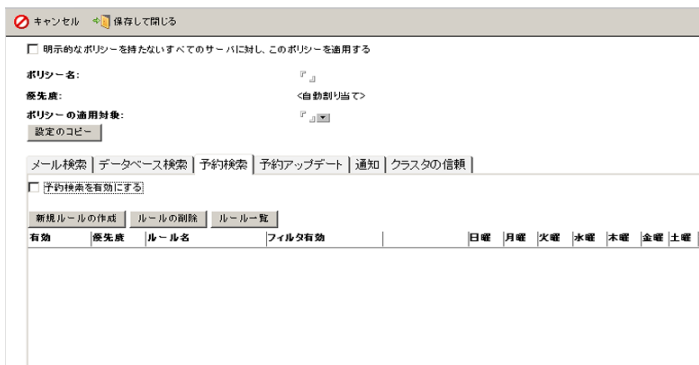 キャンセル 保存して閉じる
明示的なポリシーを持たないすべてのサーバに対し、このポリシーを適用する
ポリシー名: 『 』
優先度: <自動割り当て>
ポリシーの適用対象: 『 』
設定のコピー
メール検索 データベース検索 予約検索 予約アップデート 通知 クラスタの信頼
予約検索を有効にする
新規ルールの作成 ルールの削除 ルール一覧
有効 優先度 ルール名 フィルタ有効 日曜 月曜 火曜 水曜 木曜 金曜 土曜